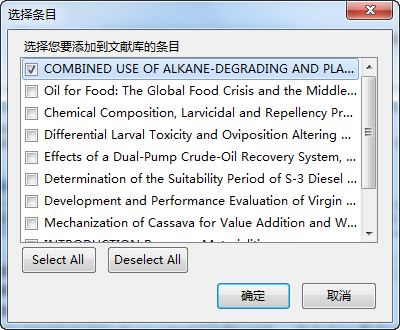 选择条目
选择您要添加到文献库的条目
COMBINED USE OF ALKANE-DEGRADING AND PLA...
Oil for Food: The Global Food Crisis and the Middle...
Chemical Composition, Larvicidal and Repellency Pr...
Differential Larval Toxicity and Oviposition Altering ...
Effects of a Dual-Pump Crude-Oil Recovery System, ...
Determination of the Suitability Period of S-3 Diesel ...
Development and Performance Evaluation of Virgin ...
Mechanization of Cassava for Value Addition and W...
INTRODUCTION
Select All
Deselect All
确定
取消